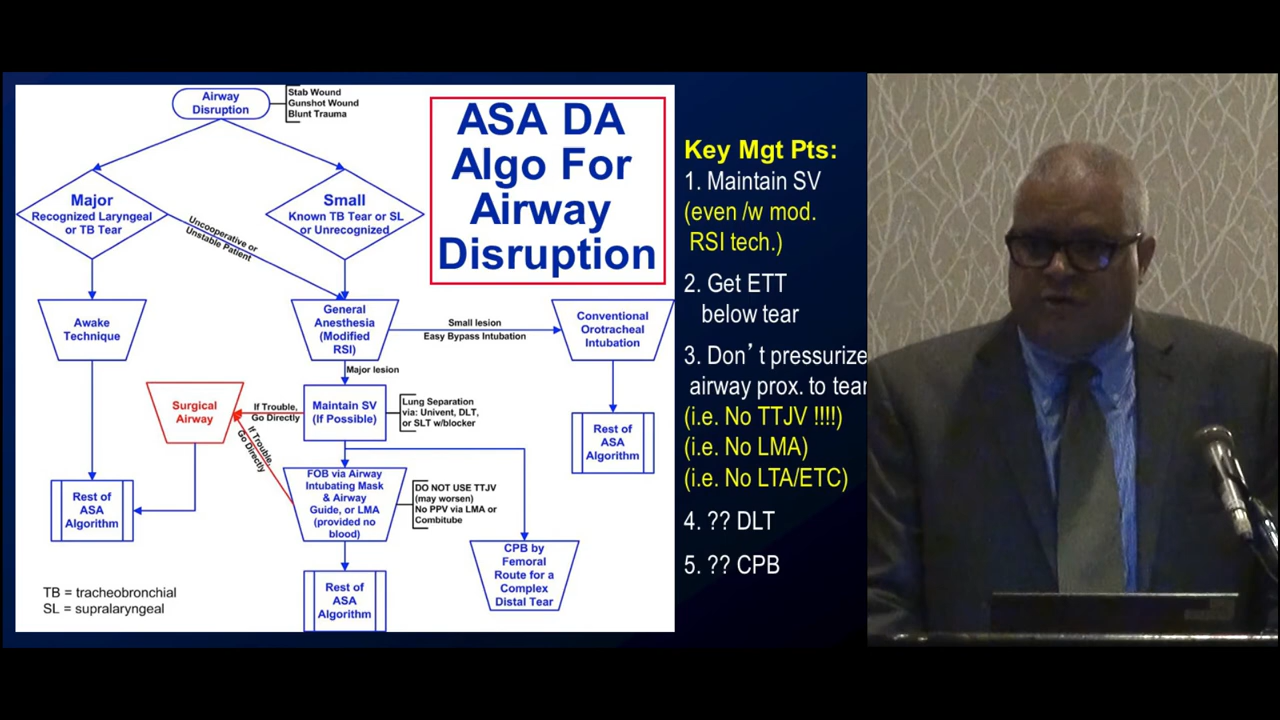 Airway
Disruption
Stab Wound
Gunshot Wound
Blunt Trauma
ASA DA
Algo For
Airway
Disruption
Major
Recognized Laryngeal
or TB Tear
Small
Known TB Tear or SL
or Unrecognized
Uncooperative or
Unstable Patient
Awake
Technique
General
Anesthesia
(Modified
RSI)
Small lesion
Easy Bypass Intubation
Conventional
Orotracheal
Intubation
Major lesion
Surgical
Airway
If Trouble,
Go Directly
Maintain SV
(If Possible)
Lung Separation
via: Univent, DLT,
or SLT w/blocker
Rest of
ASA
Algorithm
If Trouble,
Go Directly
FOB via Airway
Intubating Mask
& Airway
Guide, or LMA
(provided no
blood)
DO NOT USE TTJV
(may worsen)
No PPV via LMA or
Combitube
Rest of
ASA
Algorithm
CPB by
Femoral
Route for a
Complex
Distal Tear
Rest of
ASA
Algorithm
TB = tracheobronchial
SL = supralaryngeal
Key Mgt Pts:
1. Maintain SV
(even /w mod.
RSI tech.)
2. Get ETT
below tear
3. Don’t pressurize
airway prox. to tear
(i.e. No TTJV !!!!)
(i.e. No LMA)
(i.e. No LTA/ETC)
4. ?? DLT
5. ?? CPB